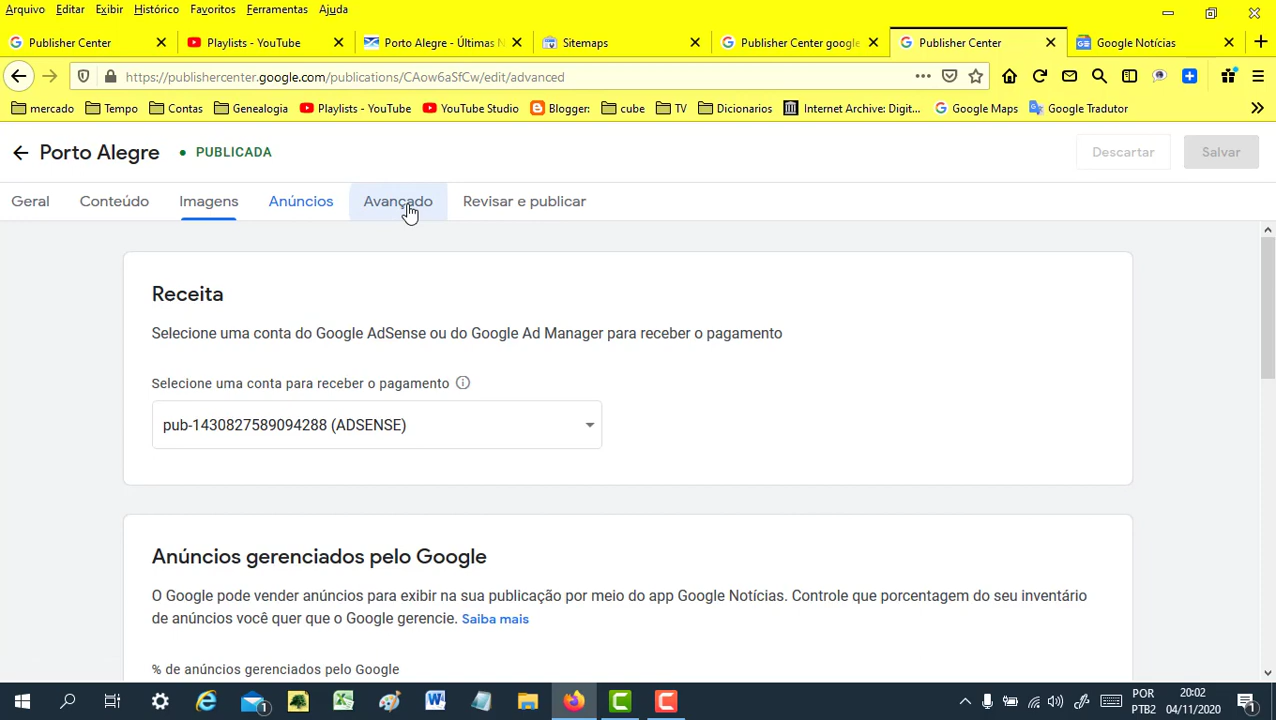 Arquivo Editar Exibir Histórico Favoritos Ferramentas Ajuda
Publisher Center Playlists - YouTube Porto Alegre - Últimas N Sitemaps Publisher Center google Publisher Center Google Notícias
https://publishercenter.google.com/publications/CAow6aSfCw/edit/advanced
mercado Tempo Contas Genealogia Playlists - YouTube YouTube Studio Blogger: cube TV Dicionarios Internet Archive: Digit... Google Maps Google Tradutor
Porto Alegre PUBLICADA Descartar Salvar
Geral Conteúdo Imagens Anúncios Avançado Revisar e publicar
Receita
Selecione uma conta do Google AdSense ou do Google Ad Manager para receber o pagamento
Selecione uma conta para receber o pagamento
pub-1430827589094288 (ADSENSE)
Anúncios gerenciados pelo Google
O Google pode vender anúncios para exibir na sua publicação por meio do app Google Notícias. Controle que porcentagem do seu inventário
de anúncios você quer que o Google gerencie. Saiba mais
% de anúncios gerenciados pelo Google
POR 20:02
PTB2 04/11/2020